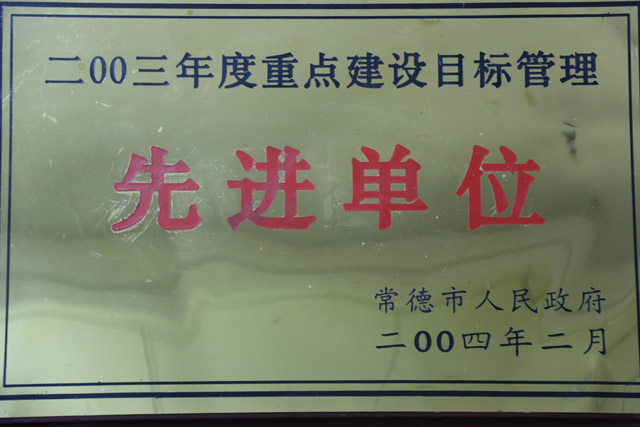 二00三年度重点建设目标管理
先进单位
常德市人民政府
二00四年二月